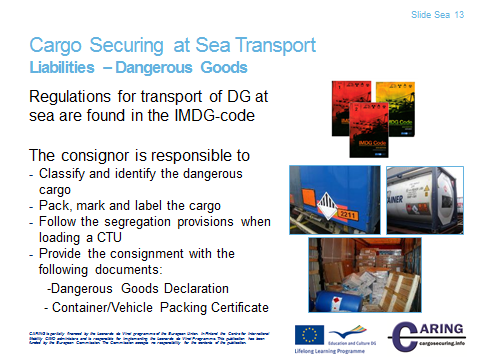 Slide Sea 13
Cargo Securing at Sea Transport
Liabilities – Dangerous Goods
Regulations for transport of DG at
sea are found in the IMDG-code
The consignor is responsible to
- Classify and identify the dangerous
cargo
- Pack, mark and label the cargo
- Follow the segregation provisions when
loading a CTU
- Provide the consignment with the
following documents:
-Dangerous Goods Declaration
- Container/Vehicle Packing Certificate
IMDG Code
IMDG Code
2211
CARING is partially financed by the Leonardo da Vinci programme of the European Union. In Finland the Centre for International
Mobility CIMO administers and is responsible for implementing the Leonardo da Vinci Programme. This publication has been
funded by the European Commission. The Commission accepts no responsibility for the contents of the publication.
Education and Culture DG
Lifelong Learning Programme
CARING
cargosecuring.info